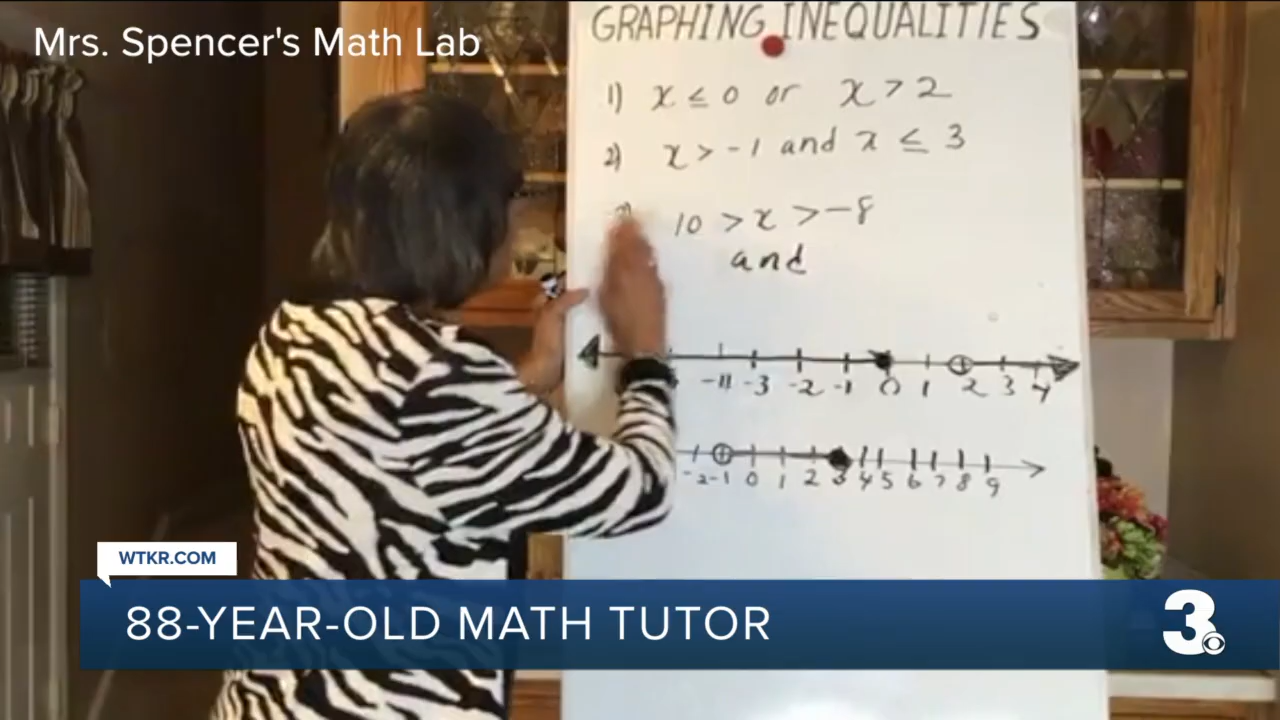 Mrs. Spencer's Math Lab
GRAPHING INEQUALITIES
1) x ≤ 0 or x > 2
2) x > -1 and x ≤ 3
10 > x > -8
and
-4 -3 -2 -1 0 1 2 3 4
-2 -1 0 1 2 3 4 5 6 7 8 9
WTKR.COM
88-YEAR-OLD MATH TUTOR
3